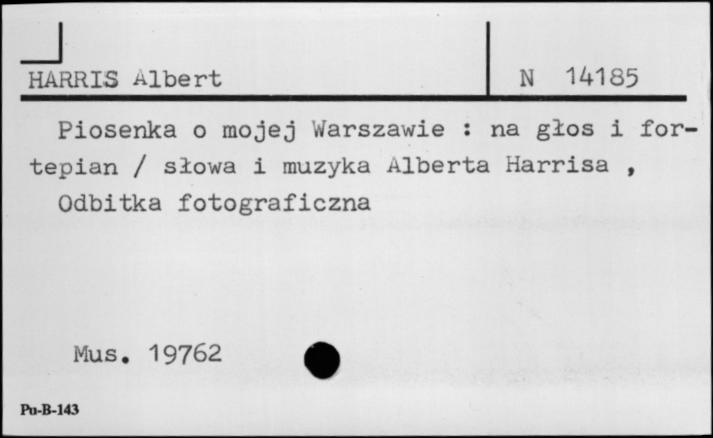 HARRIS Albert N 14185
Piosenka o mojej Warszawie : na głos i for-
tepian / słowa i muzyka Alberta Harrisa ,
Odbitka fotograficzna
Mus. 19762
Pu-B-143